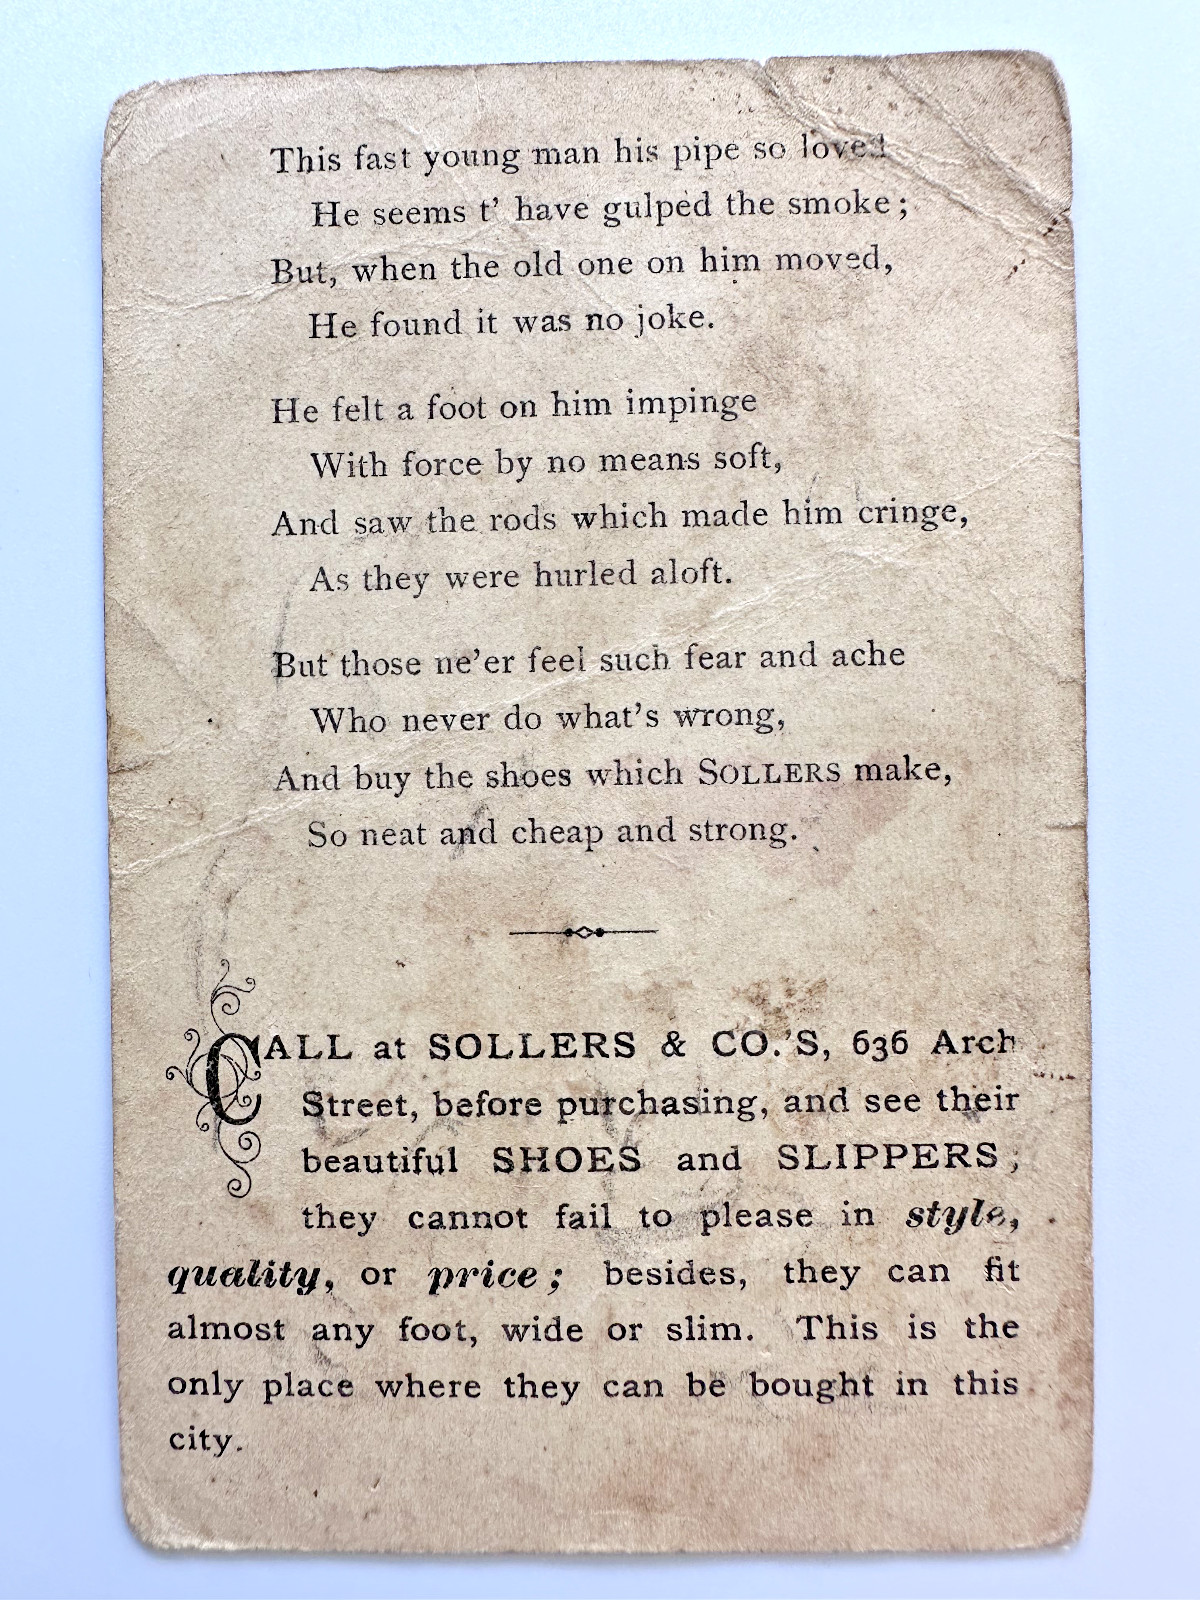 This fast young man his pipe so loved
He seems t' have gulped the smoke;
But, when the old one on him moved,
He found it was no joke.
He felt a foot on him impinge
With force by no means soft,
And saw the rods which made him cringe,
As they were hurled aloft.
But those ne'er feel such fear and ache
Who never do what's wrong,
And buy the shoes which SOLLERS make,
So neat and cheap and strong.
CALL at SOLLERS & CO.'S, 636 Arch
Street, before purchasing, and see their
beautiful SHOES and SLIPPERS;
they cannot fail to please in style,
quality, or price; besides, they can fit
almost any foot, wide or slim. This is the
only place where they can be bought in this
city.